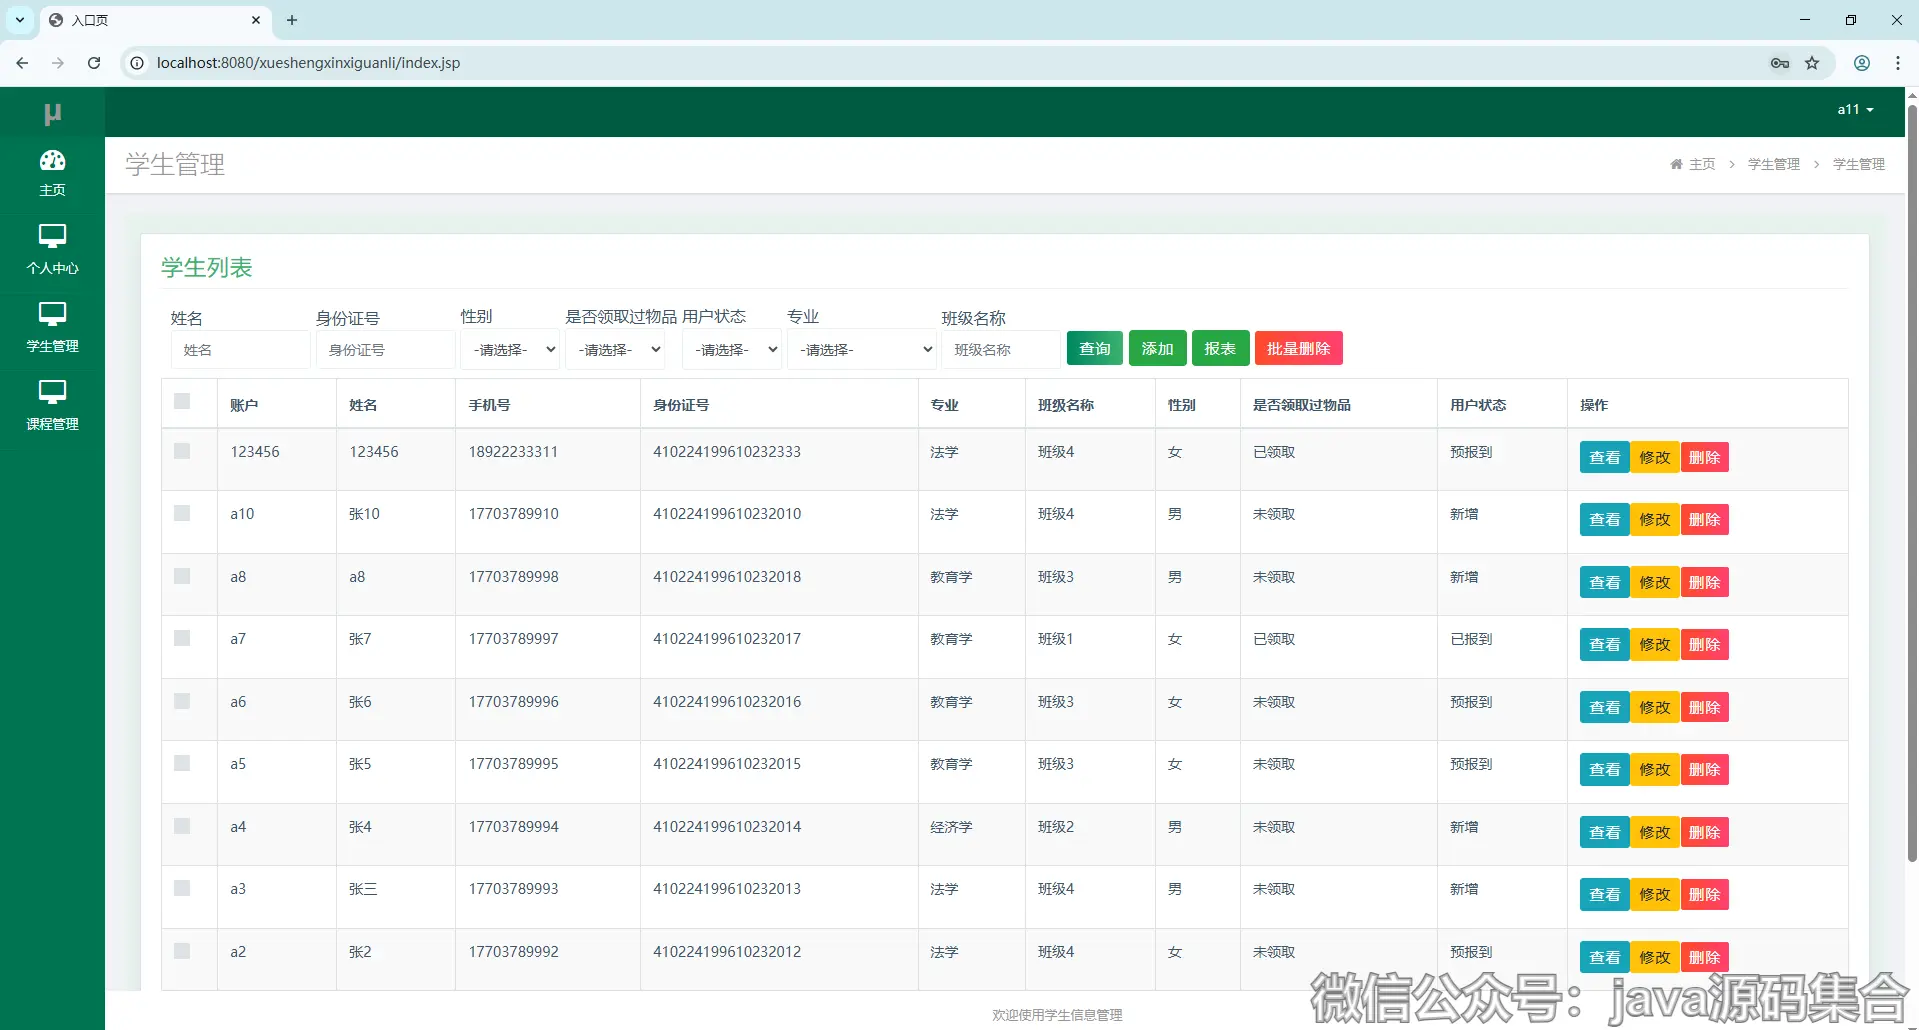 入口页
localhost:8080/xueshengxinxiguanli/index.jsp
µ
a11
主页
个人中心
学生管理
课程管理
学生管理
主页 > 学生管理 > 学生管理
学生列表
姓名 身份证号 性别 是否领取过物品 用户状态 专业 班级名称
姓名 身份证号 -请选择- -请选择- -请选择- -请选择- 班级名称 查询 添加 报表 批量删除
账户 姓名 手机号 身份证号 专业 班级名称 性别 是否领取过物品 用户状态 操作
123456 123456 18922233311 410224199610232333 法学 班级4 女 已领取 预报到 查看 修改 删除
a10 张10 17703789910 410224199610232010 法学 班级4 男 未领取 新增 查看 修改 删除
a8 a8 17703789998 410224199610232018 教育学 班级3 男 未领取 新增 查看 修改 删除
a7 张7 17703789997 410224199610232017 教育学 班级1 女 已领取 已报到 查看 修改 删除
a6 张6 17703789996 410224199610232016 教育学 班级3 女 未领取 预报到 查看 修改 删除
a5 张5 17703789995 410224199610232015 教育学 班级3 女 未领取 预报到 查看 修改 删除
a4 张4 17703789994 410224199610232014 经济学 班级2 男 未领取 新增 查看 修改 删除
a3 张三 17703789993 410224199610232013 法学 班级4 男 未领取 新增 查看 修改 删除
a2 张2 17703789992 410224199610232012 法学 班级4 女 未领取 预报到 查看 修改 删除
欢迎使用学生信息管理
微信公众号：java源码集合